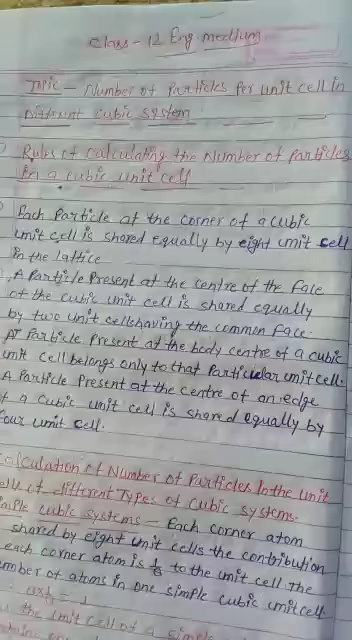 Class - 12 Eng. medium
Topic - Number of Particles Per unit cell in
Different cubic system
Rules of calculating the Number of Particles
in a cubic unit cell
Each Particle at the corner of a cubic
unit cell is shared equally by eight unit cell
in the lattice
A Particle Present at the centre of the face
of the cubic unit cell is shared equally
by two unit cells having the common face.
A Particle Present at the body centre of a cubic
unit cell belongs only to that Particular unit cell.
A Particle Present at the centre of an edge
of a cubic unit cell is shared equally by
four unit cell.
Calculation of Number of Particles In the unit
cell of different Types of cubic systems.
Simple cubic systems - Each corner atom
shared by eight unit cells the contribution
each corner atom is 1/8 to the unit cell The
number of atoms in one simple cubic unit cell.
= 1
the unit cell of a simple